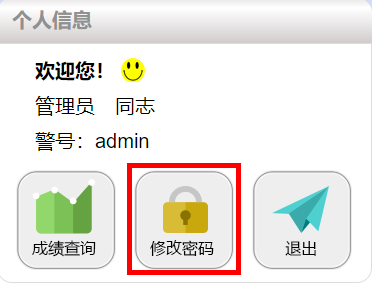 个人信息
欢迎您！
管理员 同志
警号：admin
成绩查询 修改密码 退出